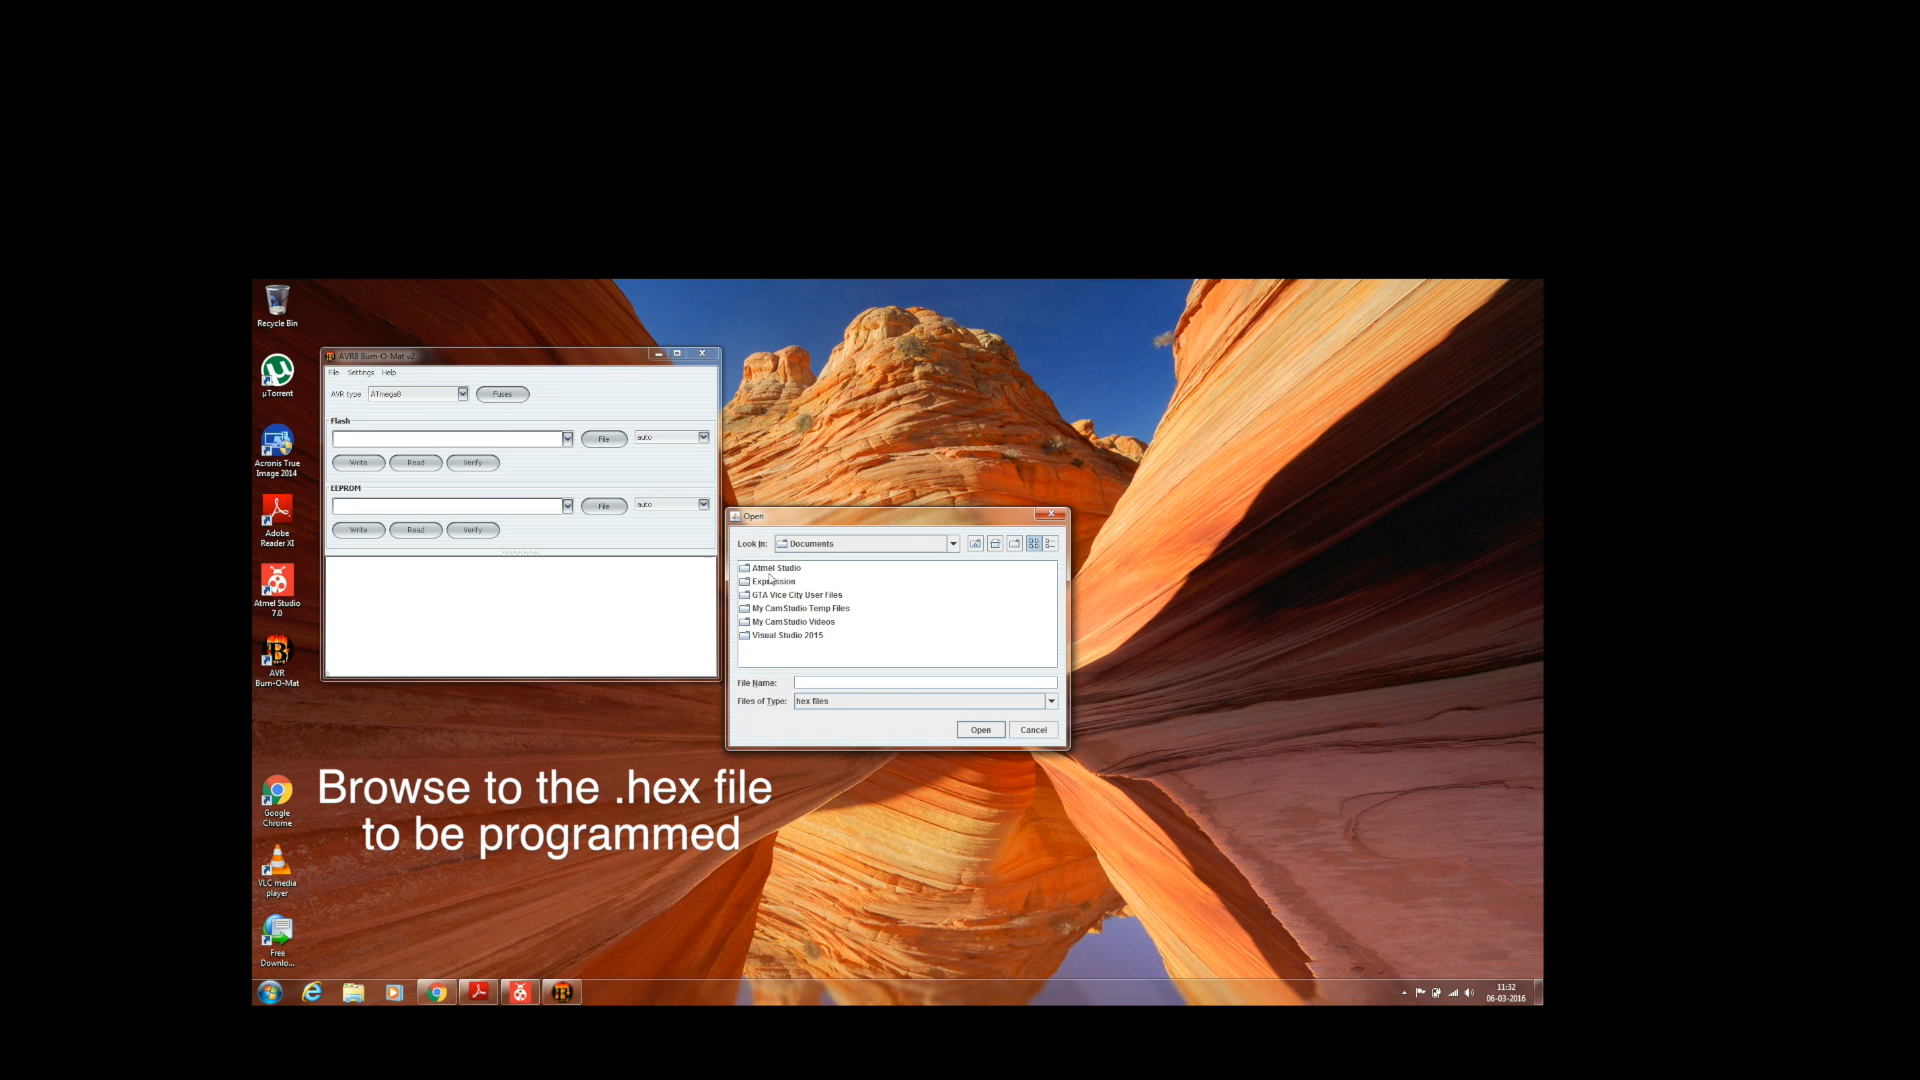 Recycle Bin
µTorrent
Acronis True
Image 2014
Adobe
Reader XI
Atmel Studio
7.0
AVR
Burn-O-Mat
Google
Chrome
VLC media
player
Free
Downlo...
AVR8 Burn-O-Mat v2
File Settings Help
AVR type ATmega8 Fuses
Flash
File auto
Write Read Verify
EEPROM
File auto
Write Read Verify
Open
Look In: Documents
Atmel Studio
Expression
GTA Vice City User Files
My CamStudio Temp Files
My CamStudio Videos
Visual Studio 2015
File Name:
Files of Type: hex files
Open Cancel
Browse to the .hex file
to be programmed
11:32
06-03-2016